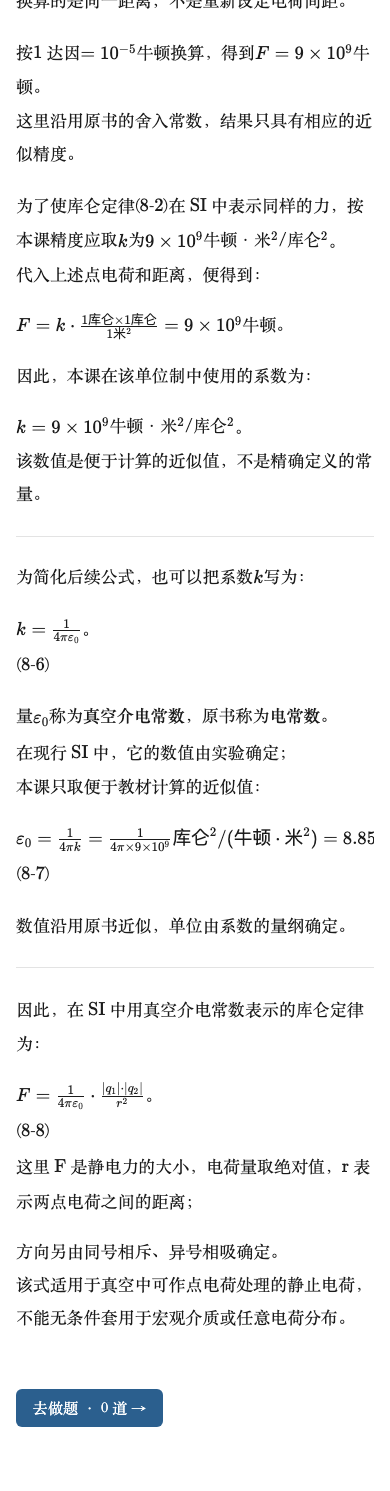 换算的是同一距离，不是重新设定电荷间距。
按1 达因= 10⁻⁵牛顿换算，得到F = 9 × 10⁹牛
顿。
这里沿用原书的舍入常数，结果只具有相应的近
似精度。
为了使库仑定律(8-2)在 SI 中表示同样的力，按
本课精度应取k为9 × 10⁹牛顿 · 米²/库仑²。
代入上述点电荷和距离，便得到：
F = k · 1库仑×1库仑/1米² = 9 × 10⁹牛顿。
因此，本课在该单位制中使用的系数为：
k = 9 × 10⁹牛顿 · 米²/库仑²。
该数值是便于计算的近似值，不是精确定义的常
量。
为简化后续公式，也可以把系数k写为：
k = 1/4πε₀。
(8-6)
量ε₀称为真空介电常数，原书称为电常数。
在现行 SI 中，它的数值由实验确定；
本课只取便于教材计算的近似值：
ε₀ = 1/4πk = 1/4π×9×10⁹ 库仑²/(牛顿 · 米²) = 8.85
(8-7)
数值沿用原书近似，单位由系数的量纲确定。
因此，在 SI 中用真空介电常数表示的库仑定律
为：
F = 1/4πε₀ · |q₁|·|q₂|/r²。
(8-8)
这里 F 是静电力的大小，电荷量取绝对值，r 表
示两点电荷之间的距离；
方向另由同号相斥、异号相吸确定。
该式适用于真空中可作点电荷处理的静止电荷，
不能无条件套用于宏观介质或任意电荷分布。
去做题 · 0 道 →